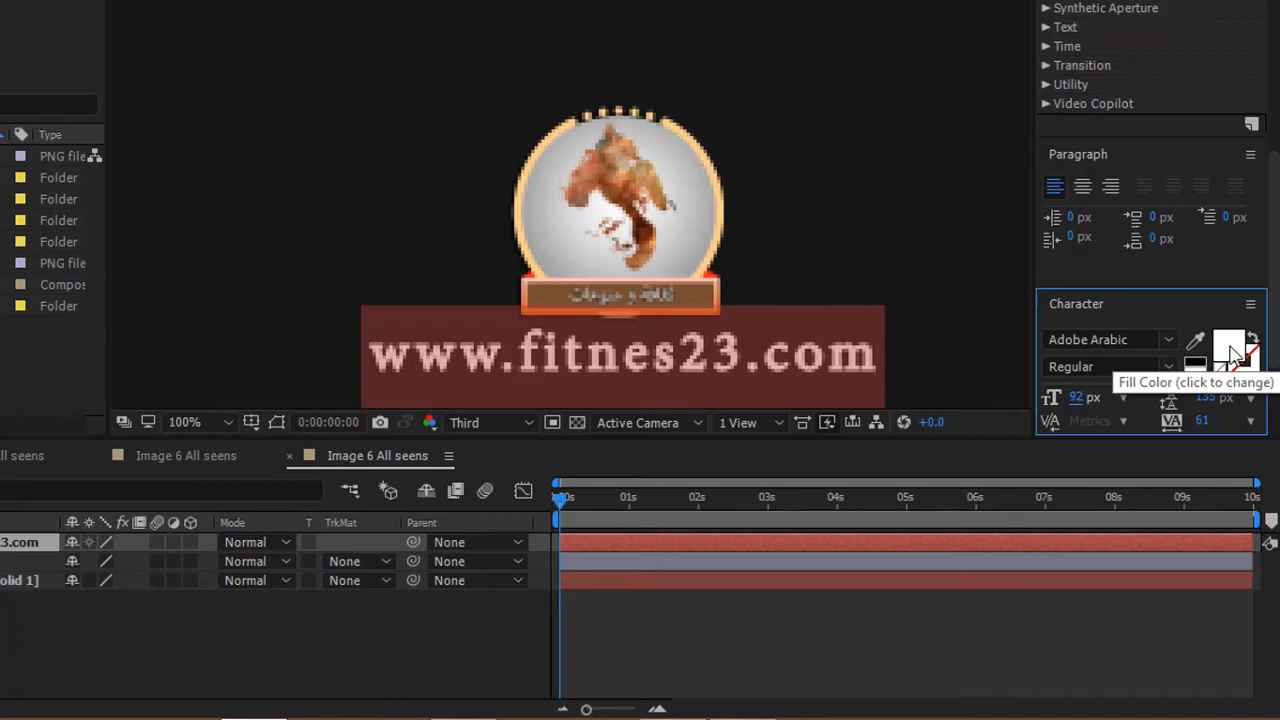 Synthetic Aperture
Text
Time
Transition
Utility
Video Copilot
Type
PNG file
Folder
Folder
Folder
Folder
PNG file
Compos
Folder
Paragraph
0 px
0 px
0 px
0 px
0 px
Character
Adobe Arabic
Regular
Fill Color (click to change)
92 px
135 px
Metrics
61
www.fitnes23.com
100%
0:00:00:00
Third
Active Camera
1 View
+0.0
ll seens
Image 6 All seens
Image 6 All seens
01s
02s
03s
04s
05s
06s
07s
08s
09s
10s
fx
Mode
T
TrkMat
Parent
23.com
Normal
None
Normal
None
None
olid 1]
Normal
None
None